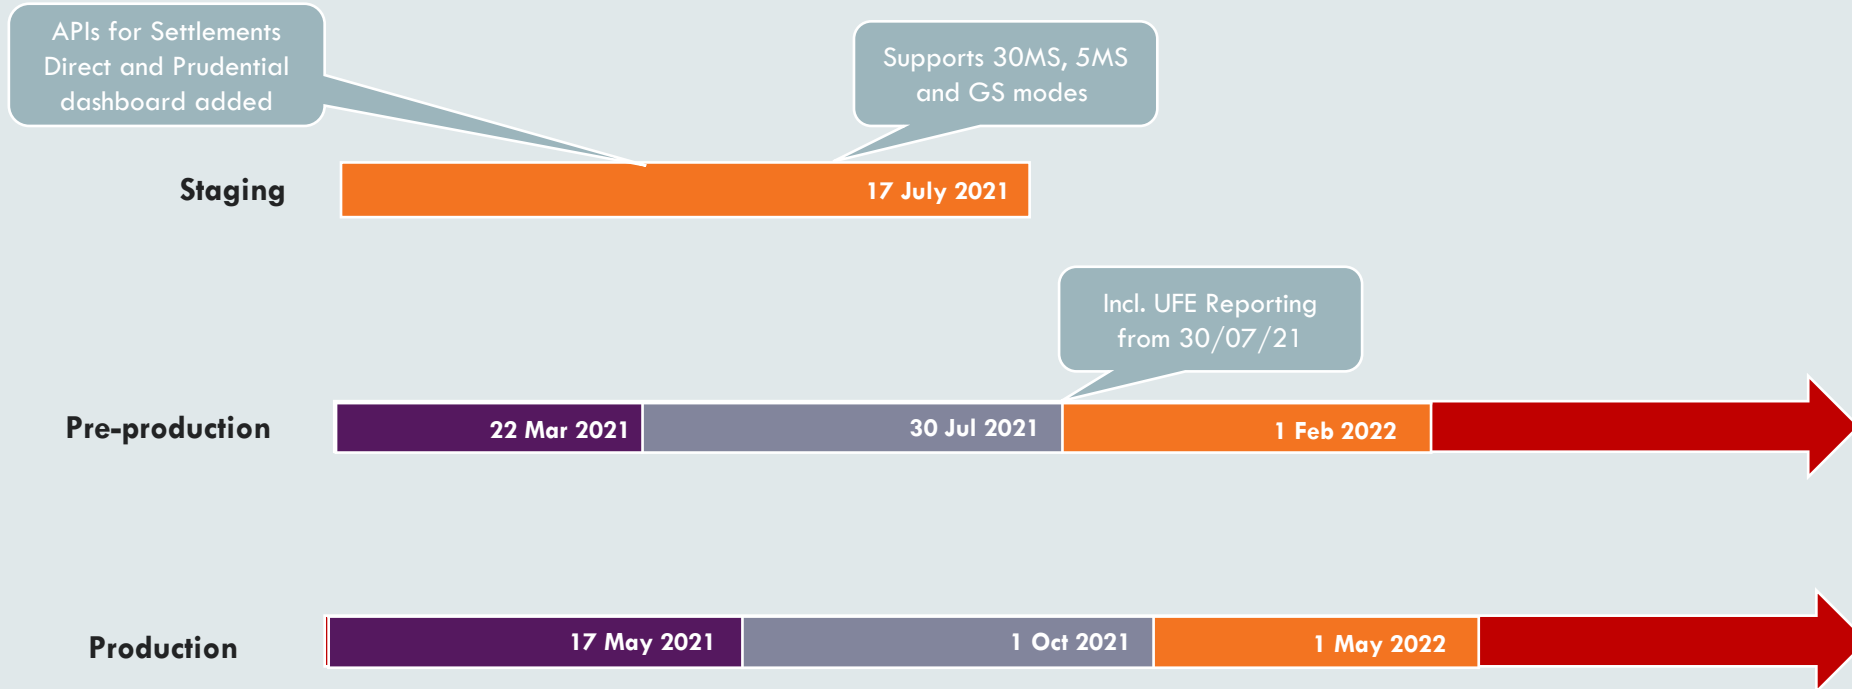 APIs for Settlements
Direct and Prudential
dashboard added
Supports 30MS, 5MS
and GS modes
Staging
17 July 2021
Incl. UFE Reporting
from 30/07/21
Pre-production
22 Mar 2021
30 Jul 2021
1 Feb 2022
Production
17 May 2021
1 Oct 2021
1 May 2022